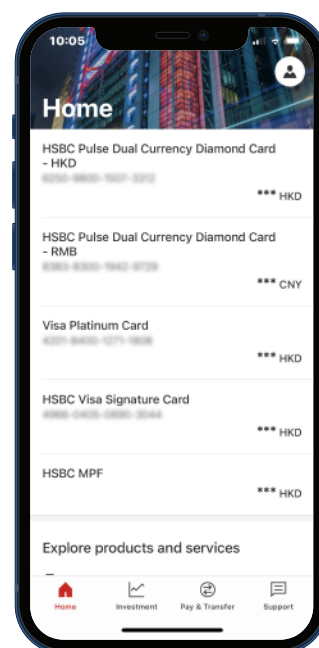 10:05
Home
HSBC Pulse Dual Currency Diamond Card
- HKD
*** HKD
HSBC Pulse Dual Currency Diamond Card
- RMB
*** CNY
Visa Platinum Card
*** HKD
HSBC Visa Signature Card
*** HKD
HSBC MPF
*** HKD
Explore products and services
Home Investment Pay & Transfer Support